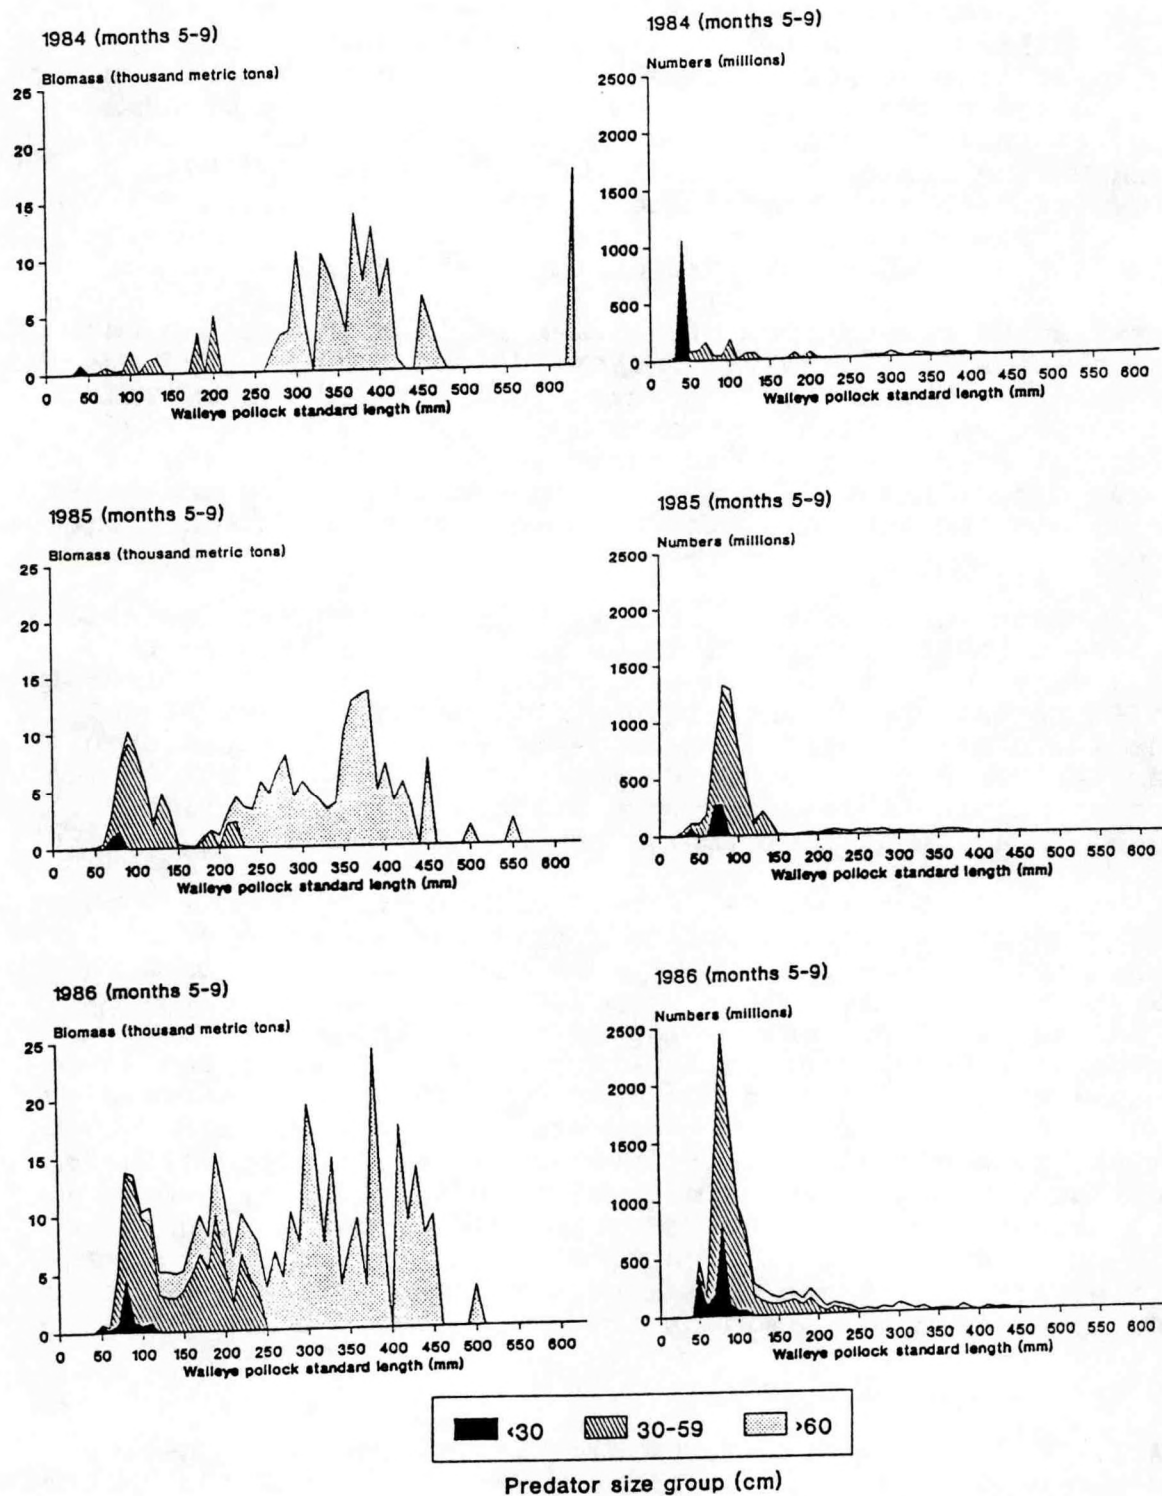 1984 (months 5-9)
Biomass (thousand metric tons)
25
20
15
10
5
0
0 50 100 150 200 250 300 350 400 450 500 550 600
Walleye pollock standard length (mm)
1984 (months 5-9)
Numbers (millions)
2500
2000
1500
1000
500
0
0 50 100 150 200 250 300 350 400 450 500 550 600
Walleye pollock standard length (mm)
1985 (months 5-9)
Biomass (thousand metric tons)
25
20
15
10
5
0
0 50 100 150 200 250 300 350 400 450 500 550 600
Walleye pollock standard length (mm)
1985 (months 5-9)
Numbers (millions)
2500
2000
1500
1000
500
0
0 50 100 150 200 250 300 350 400 450 500 550 600
Walleye pollock standard length (mm)
1986 (months 5-9)
Biomass (thousand metric tons)
25
20
15
10
5
0
0 50 100 150 200 250 300 350 400 450 500 550 600
Walleye pollock standard length (mm)
1986 (months 5-9)
Numbers (millions)
2500
2000
1500
1000
500
0
0 50 100 150 200 250 300 350 400 450 500 550 600
Walleye pollock standard length (mm)
<30 30-59 >60
Predator size group (cm)